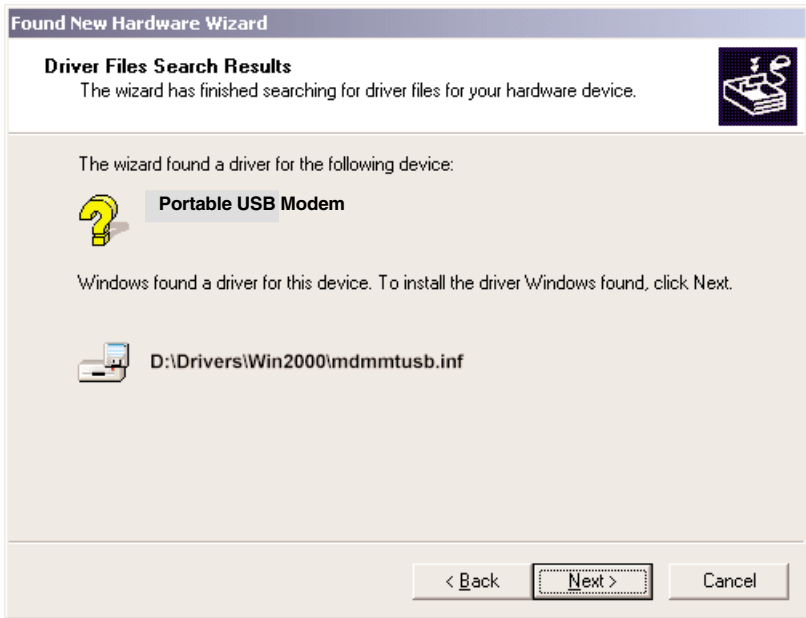 Found New Hardware Wizard
Driver Files Search Results
The wizard has finished searching for driver files for your hardware device.
The wizard found a driver for the following device:
Portable USB Modem
Windows found a driver for this device. To install the driver Windows found, click Next.
D:\Drivers\Win2000\mdmmtusb.inf
< Back
Next >
Cancel